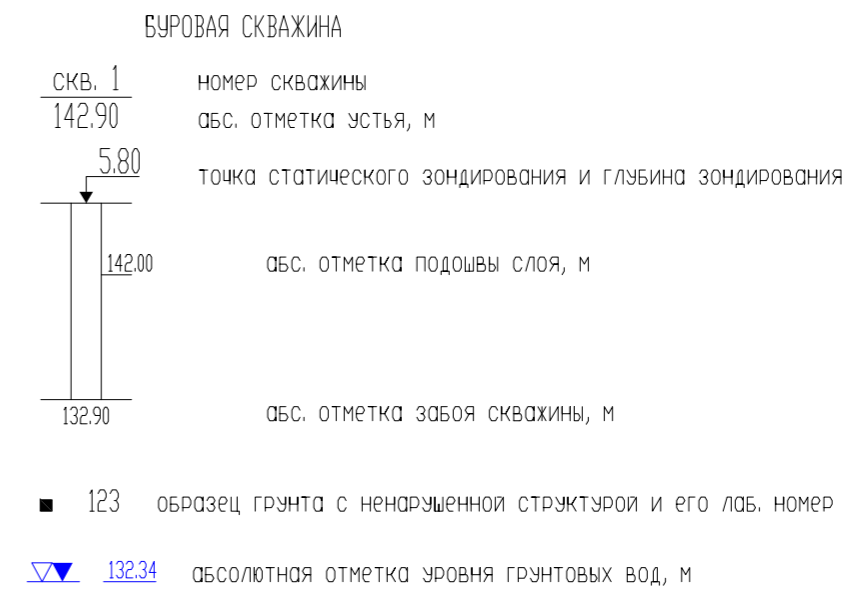 БУРОВАЯ СКВАЖИНА
скв. 1 номер скважины
142.90 абс. отметка устья, м
5.80 точка статического зондирования и глубина зондирования
142.00 абс. отметка подошвы слоя, м
132.90 абс. отметка забоя скважины, м
123 образец грунта с ненарушенной структурой и его лаб. номер
132.34 абсолютная отметка уровня грунтовых вод, м